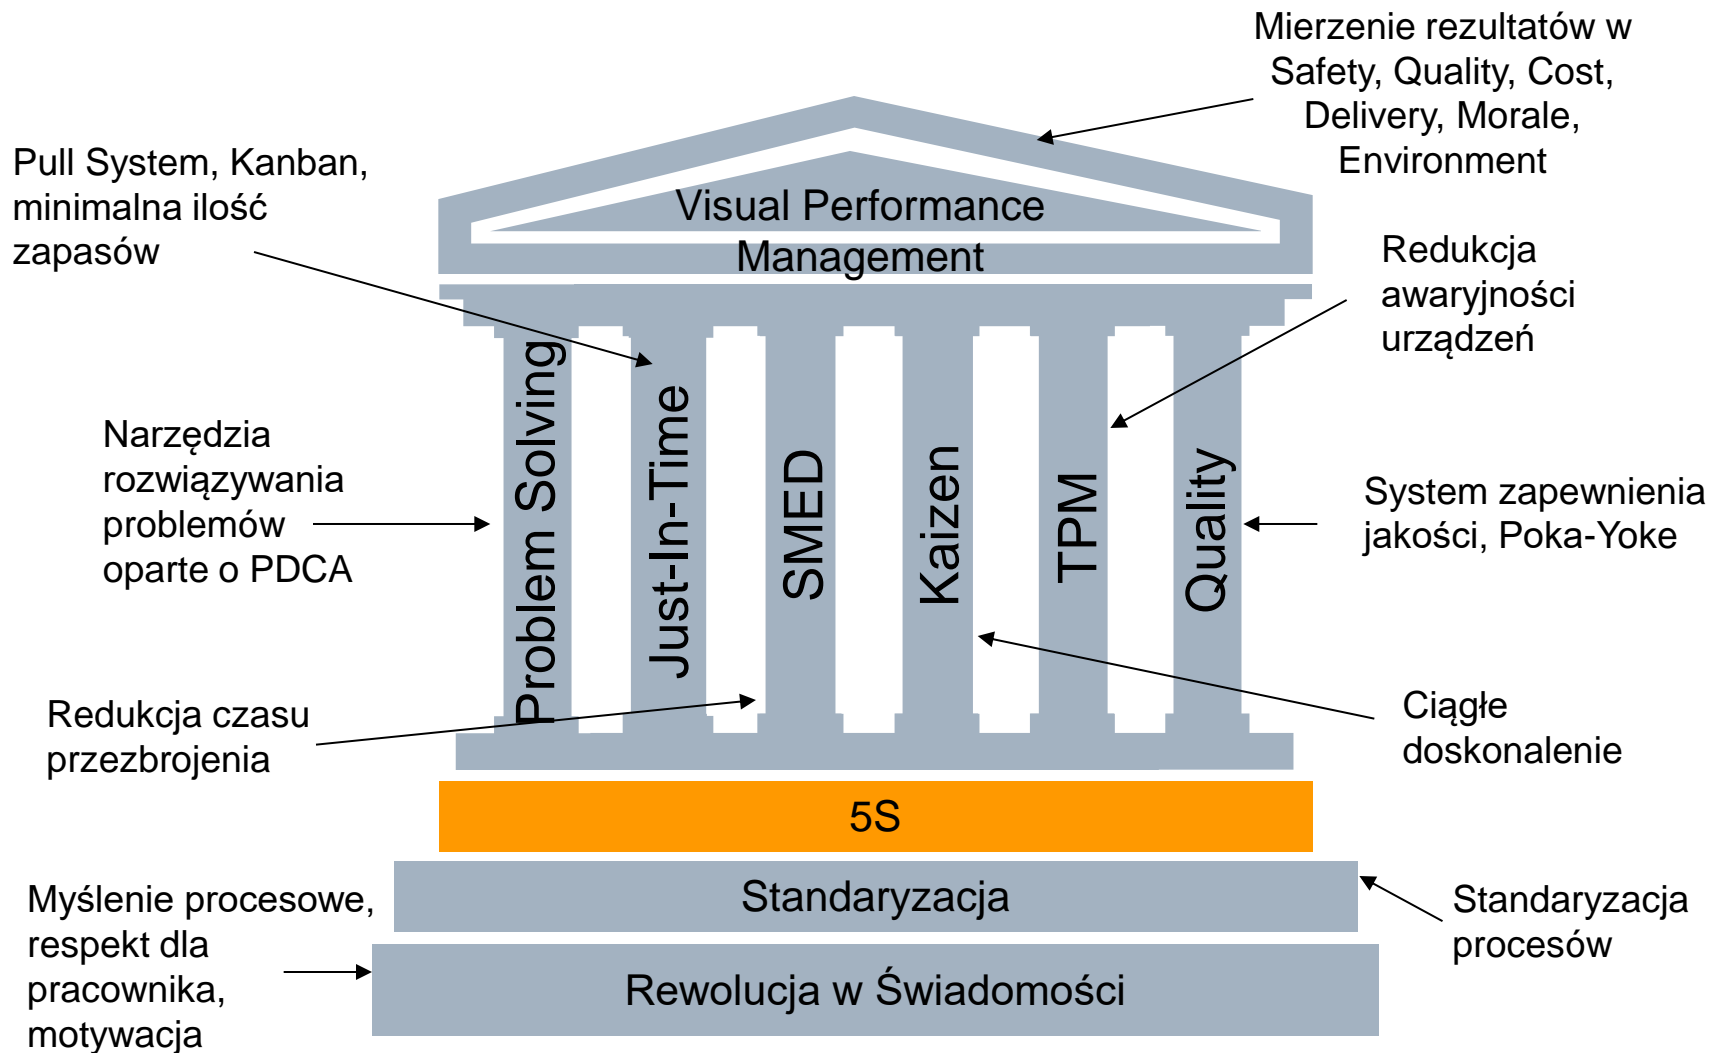 Mierzenie rezultatów w
Safety, Quality, Cost,
Delivery, Morale,
Environment
Pull System, Kanban,
minimalna ilość
zapasów
Visual Performance
Management
Redukcja
awaryjności
urządzeń
Narzędzia
rozwiązywania
problemów
oparte o PDCA
Problem Solving
Just-In-Time
SMED
Kaizen
TPM
Quality
System zapewnienia
jakości, Poka-Yoke
Redukcja czasu
przezbrojenia
Ciągłe
doskonalenie
5S
Standaryzacja
Standaryzacja
procesów
Myślenie procesowe,
respekt dla
pracownika,
motywacja
Rewolucja w Świadomości